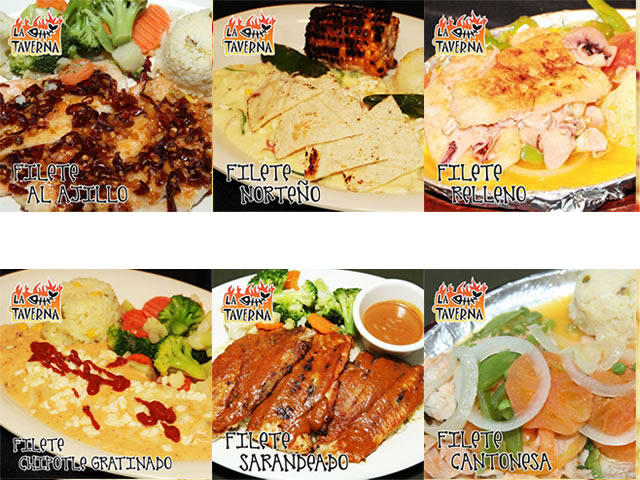 LA
TAVERNA
FILETE
AL AJILLO
LA
TAVERNA
FILETE
NORTEÑO
LA
TAVERNA
FILETE
RELLENO
LA
TAVERNA
FILETE
CHIPOTLE GRATINADO
LA
TAVERNA
FILETE
SARANDEADO
LA
TAVERNA
FILETE
CANTONESA